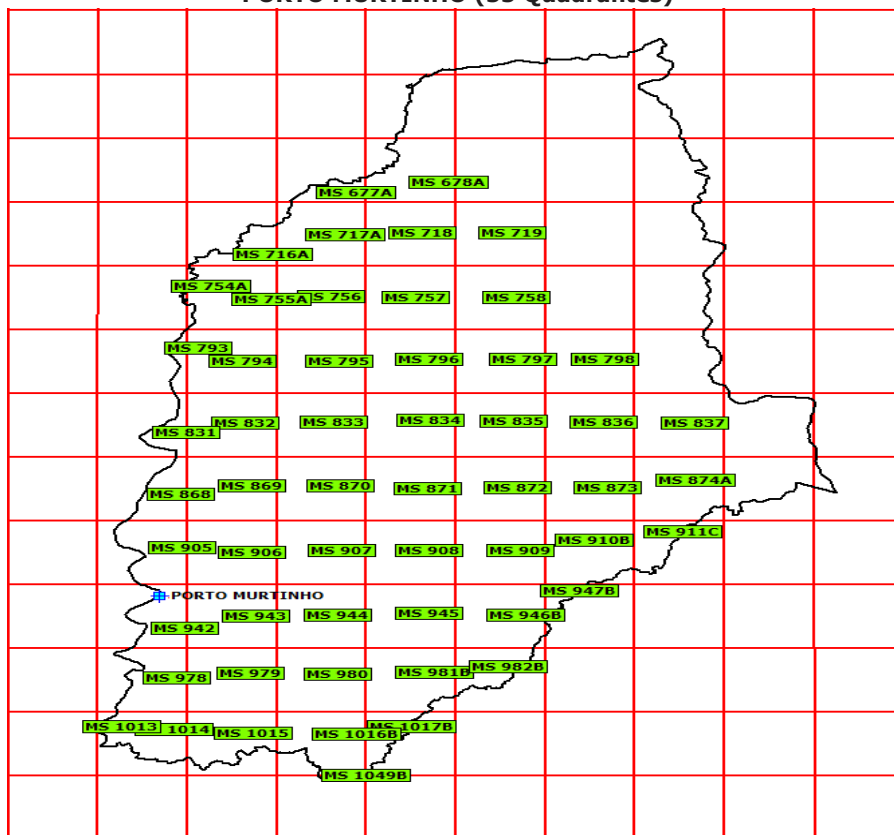 PORTO MURTINHO (53 Quadrantes)
MS 678A
MS 677A
MS 717A
MS 718
MS 719
MS 716A
MS 754A
MS 755A
756
MS 757
MS 758
MS 793
MS 794
MS 795
MS 796
MS 797
MS 798
MS 831
MS 832
MS 833
MS 834
MS 835
MS 836
MS 837
MS 868
MS 869
MS 870
MS 871
MS 872
MS 873
MS 874A
MS 905
MS 906
MS 907
MS 908
MS 909
MS 910B
MS 911C
PORTO MURTINHO
MS 942
MS 943
MS 944
MS 945
MS 946B
MS 947B
MS 978
MS 979
MS 980
MS 981B
MS 982B
MS 1013
1014
MS 1015
MS 1016B
MS 1017B
MS 1049B